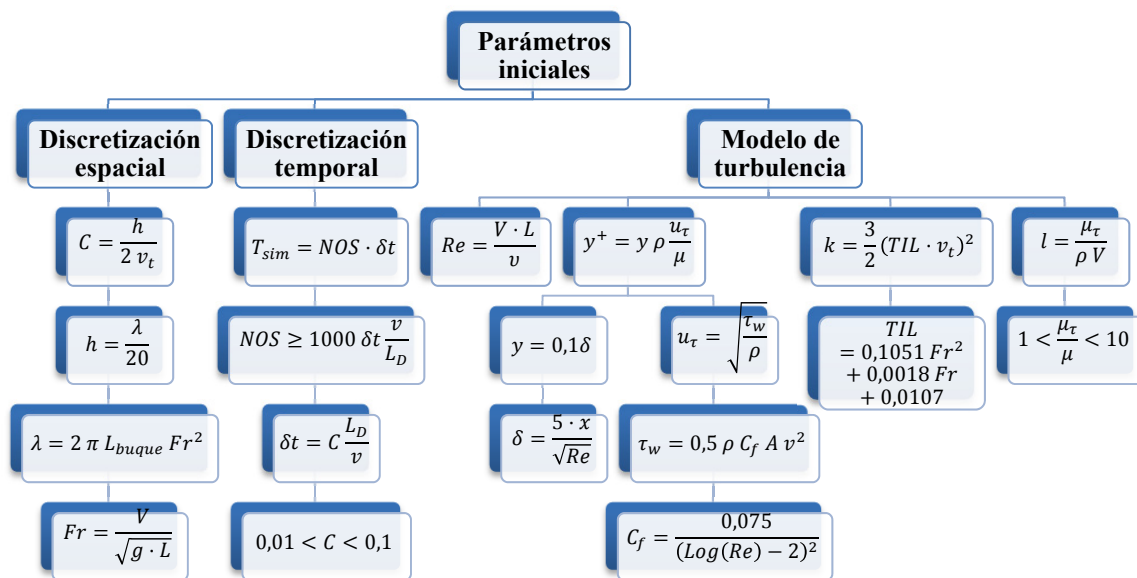 Parámetros
iniciales
Discretización
espacial
Discretización
temporal
Modelo de
turbulencia
C = h / (2 v_t)
h = λ / 20
λ = 2 π L_buque Fr²
Fr = V / √(g · L)
T_sim = NOS · δt
NOS ≥ 1000 δt v / L_D
δt = C L_D / v
0,01 < C < 0,1
Re = (V · L) / υ
y⁺ = y ρ u_τ / μ
y = 0,1δ
δ = (5 · x) / √Re
u_τ = √(τ_w / ρ)
τ_w = 0,5 ρ C_f A v²
C_f = 0,075 / (Log(Re) − 2)²
k = 3/2 (TIL · v_t)²
TIL
= 0,1051 Fr²
+ 0,0018 Fr
+ 0,0107
l = μ_τ / (ρ V)
1 < μ_τ / μ < 10